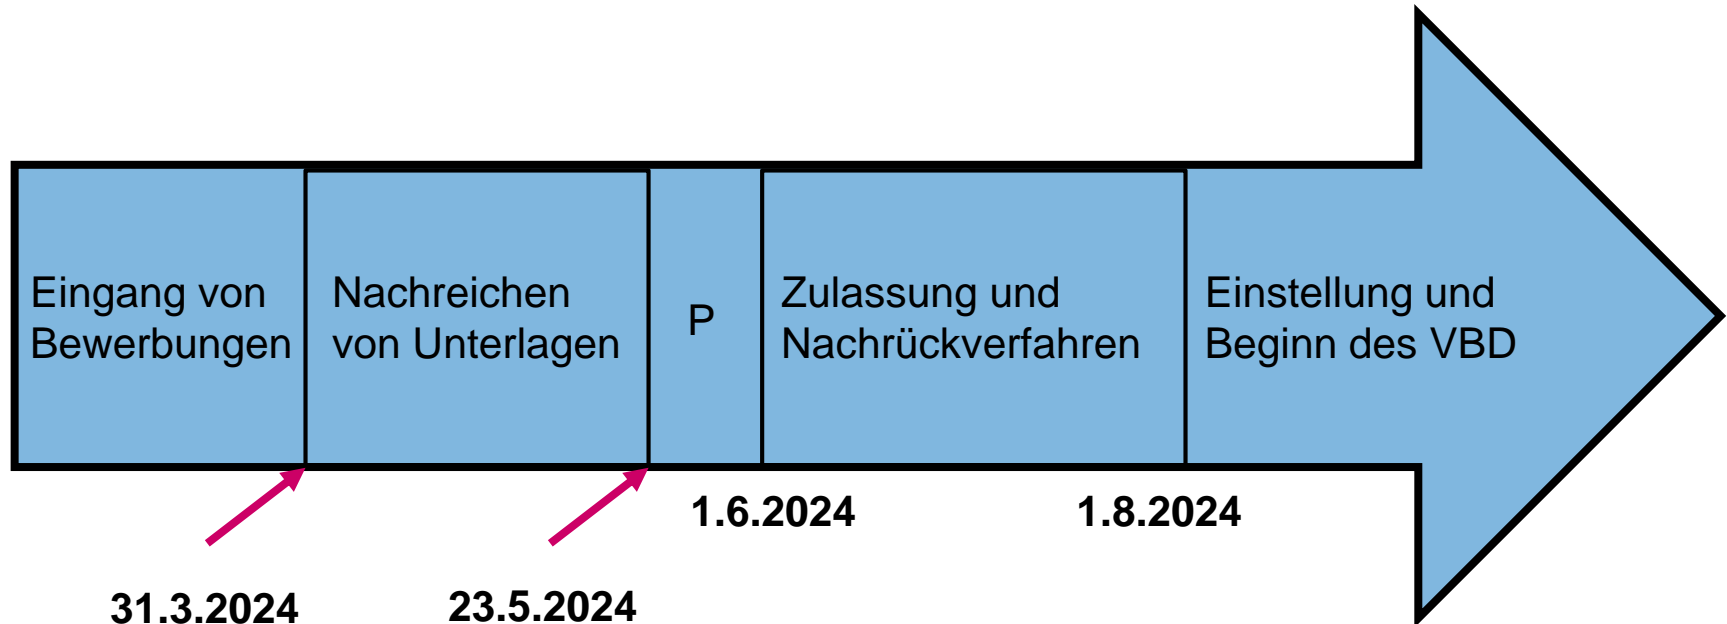 Eingang von
Bewerbungen
Nachreichen
von Unterlagen
P
Zulassung und
Nachrückverfahren
Einstellung und
Beginn des VBD
1.6.2024
1.8.2024
31.3.2024
23.5.2024